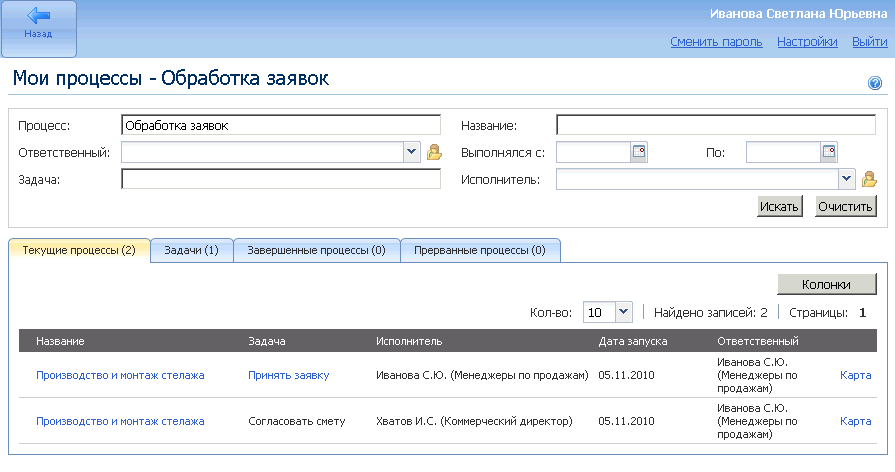 Назад
Иванова Светлана Юрьевна
Сменить пароль Настройки Выйти
Мои процессы - Обработка заявок
Процесс: Обработка заявок Название:
Ответственный: Выполнялся с: По:
Задача: Исполнитель:
Искать Очистить
Текущие процессы (2) Задачи (1) Завершенные процессы (0) Прерванные процессы (0)
Колонки
Кол-во: 10 Найдено записей: 2 Страницы: 1
Название Задача Исполнитель Дата запуска Ответственный
Производство и монтаж стелажа Принять заявку Иванова С.Ю. (Менеджеры по продажам) 05.11.2010 Иванова С.Ю. (Менеджеры по продажам) Карта
Производство и монтаж стелажа Согласовать смету Хватов И.С. (Коммерческий директор) 05.11.2010 Иванова С.Ю. (Менеджеры по продажам) Карта